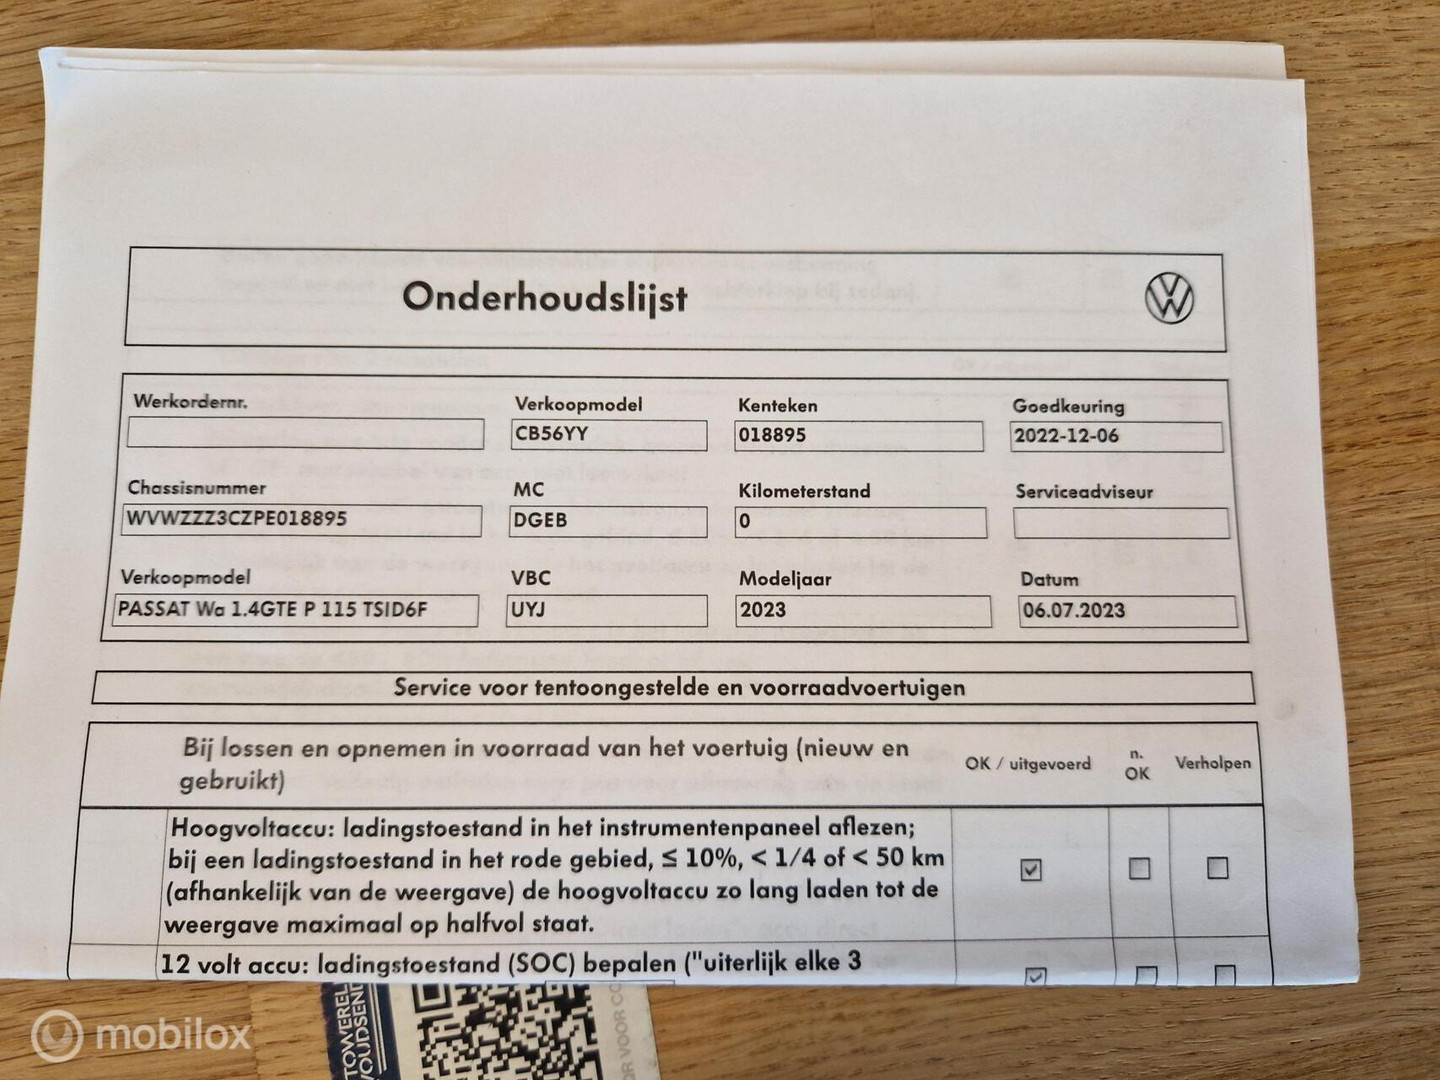 Onderhoudslijst
Werkordernr.
Verkoopmodel
CB56YY
Kenteken
018895
Goedkeuring
2022-12-06
Chassisnummer
WVWZZZ3CZPE018895
MC
DGEB
Kilometerstand
0
Serviceadviseur
Verkoopmodel
PASSAT Wa 1.4GTE P 115 TSID6F
VBC
UYJ
Modeljaar
2023
Datum
06.07.2023
Service voor tentoongestelde en voorraadvoertuigen
Bij lossen en opnemen in voorraad van het voertuig (nieuw en
gebruikt)
OK / uitgevoerd
n.
OK
Verholpen
Hoogvoltaccu: ladingstoestand in het instrumentenpaneel aflezen;
bij een ladingstoestand in het rode gebied, ≤ 10%, < 1/4 of < 50 km
(afhankelijk van de weergave) de hoogvoltaccu zo lang laden tot de
weergave maximaal op halfvol staat.
12 volt accu: ladingstoestand (SOC) bepalen ("uiterlijk elke 3
mobilox